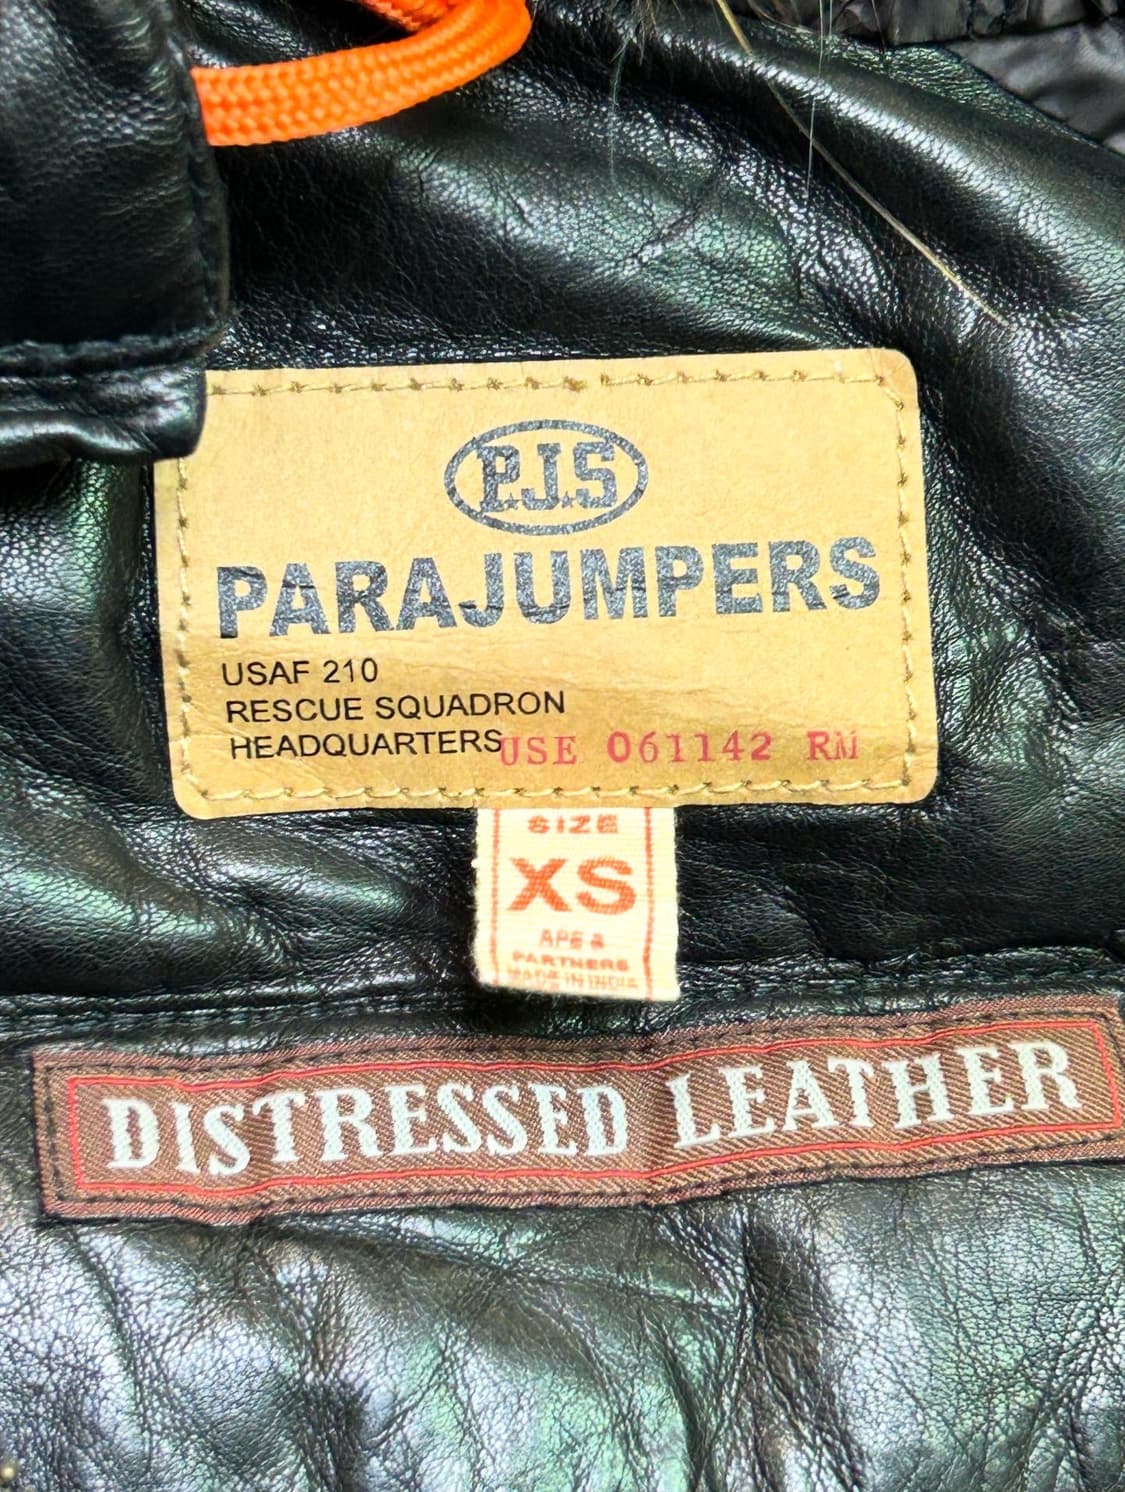 P.J.S
PARAJUMPERS
USAF 210
RESCUE SQUADRON
HEADQUARTERS USE 061142 RM
SIZE
XS
APE &
PARTNERS
MADE IN INDIA
DISTRESSED LEATHER